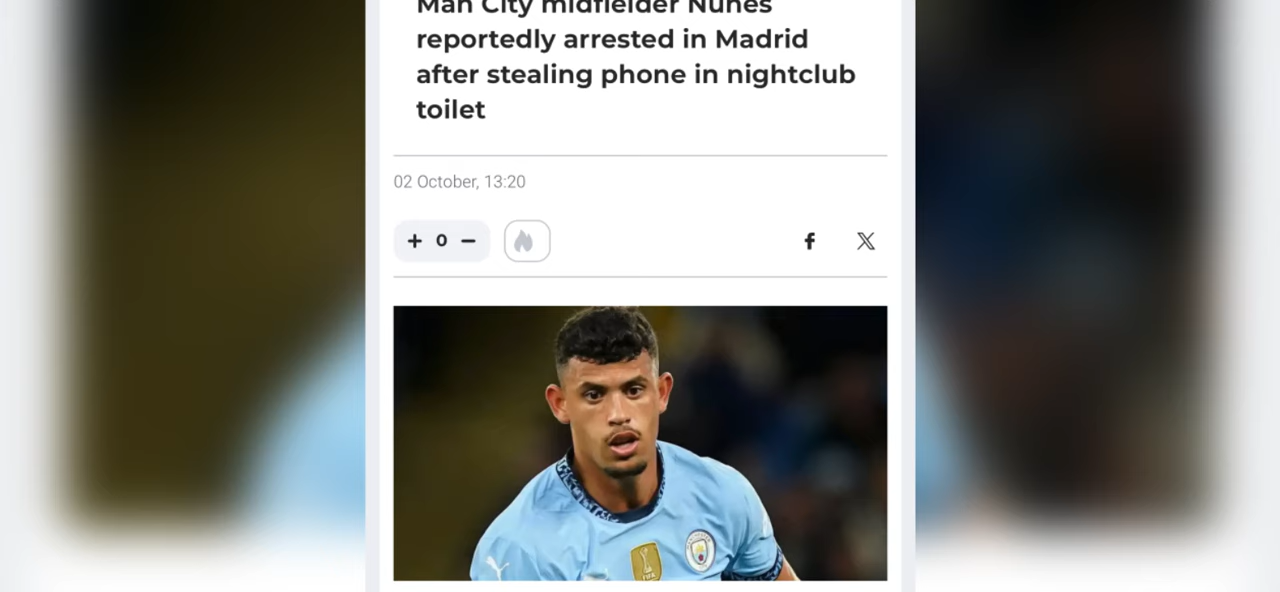 Man City midfielder Nunes
reportedly arrested in Madrid
after stealing phone in nightclub
toilet
02 October, 13:20
+ 0 −
FIFA